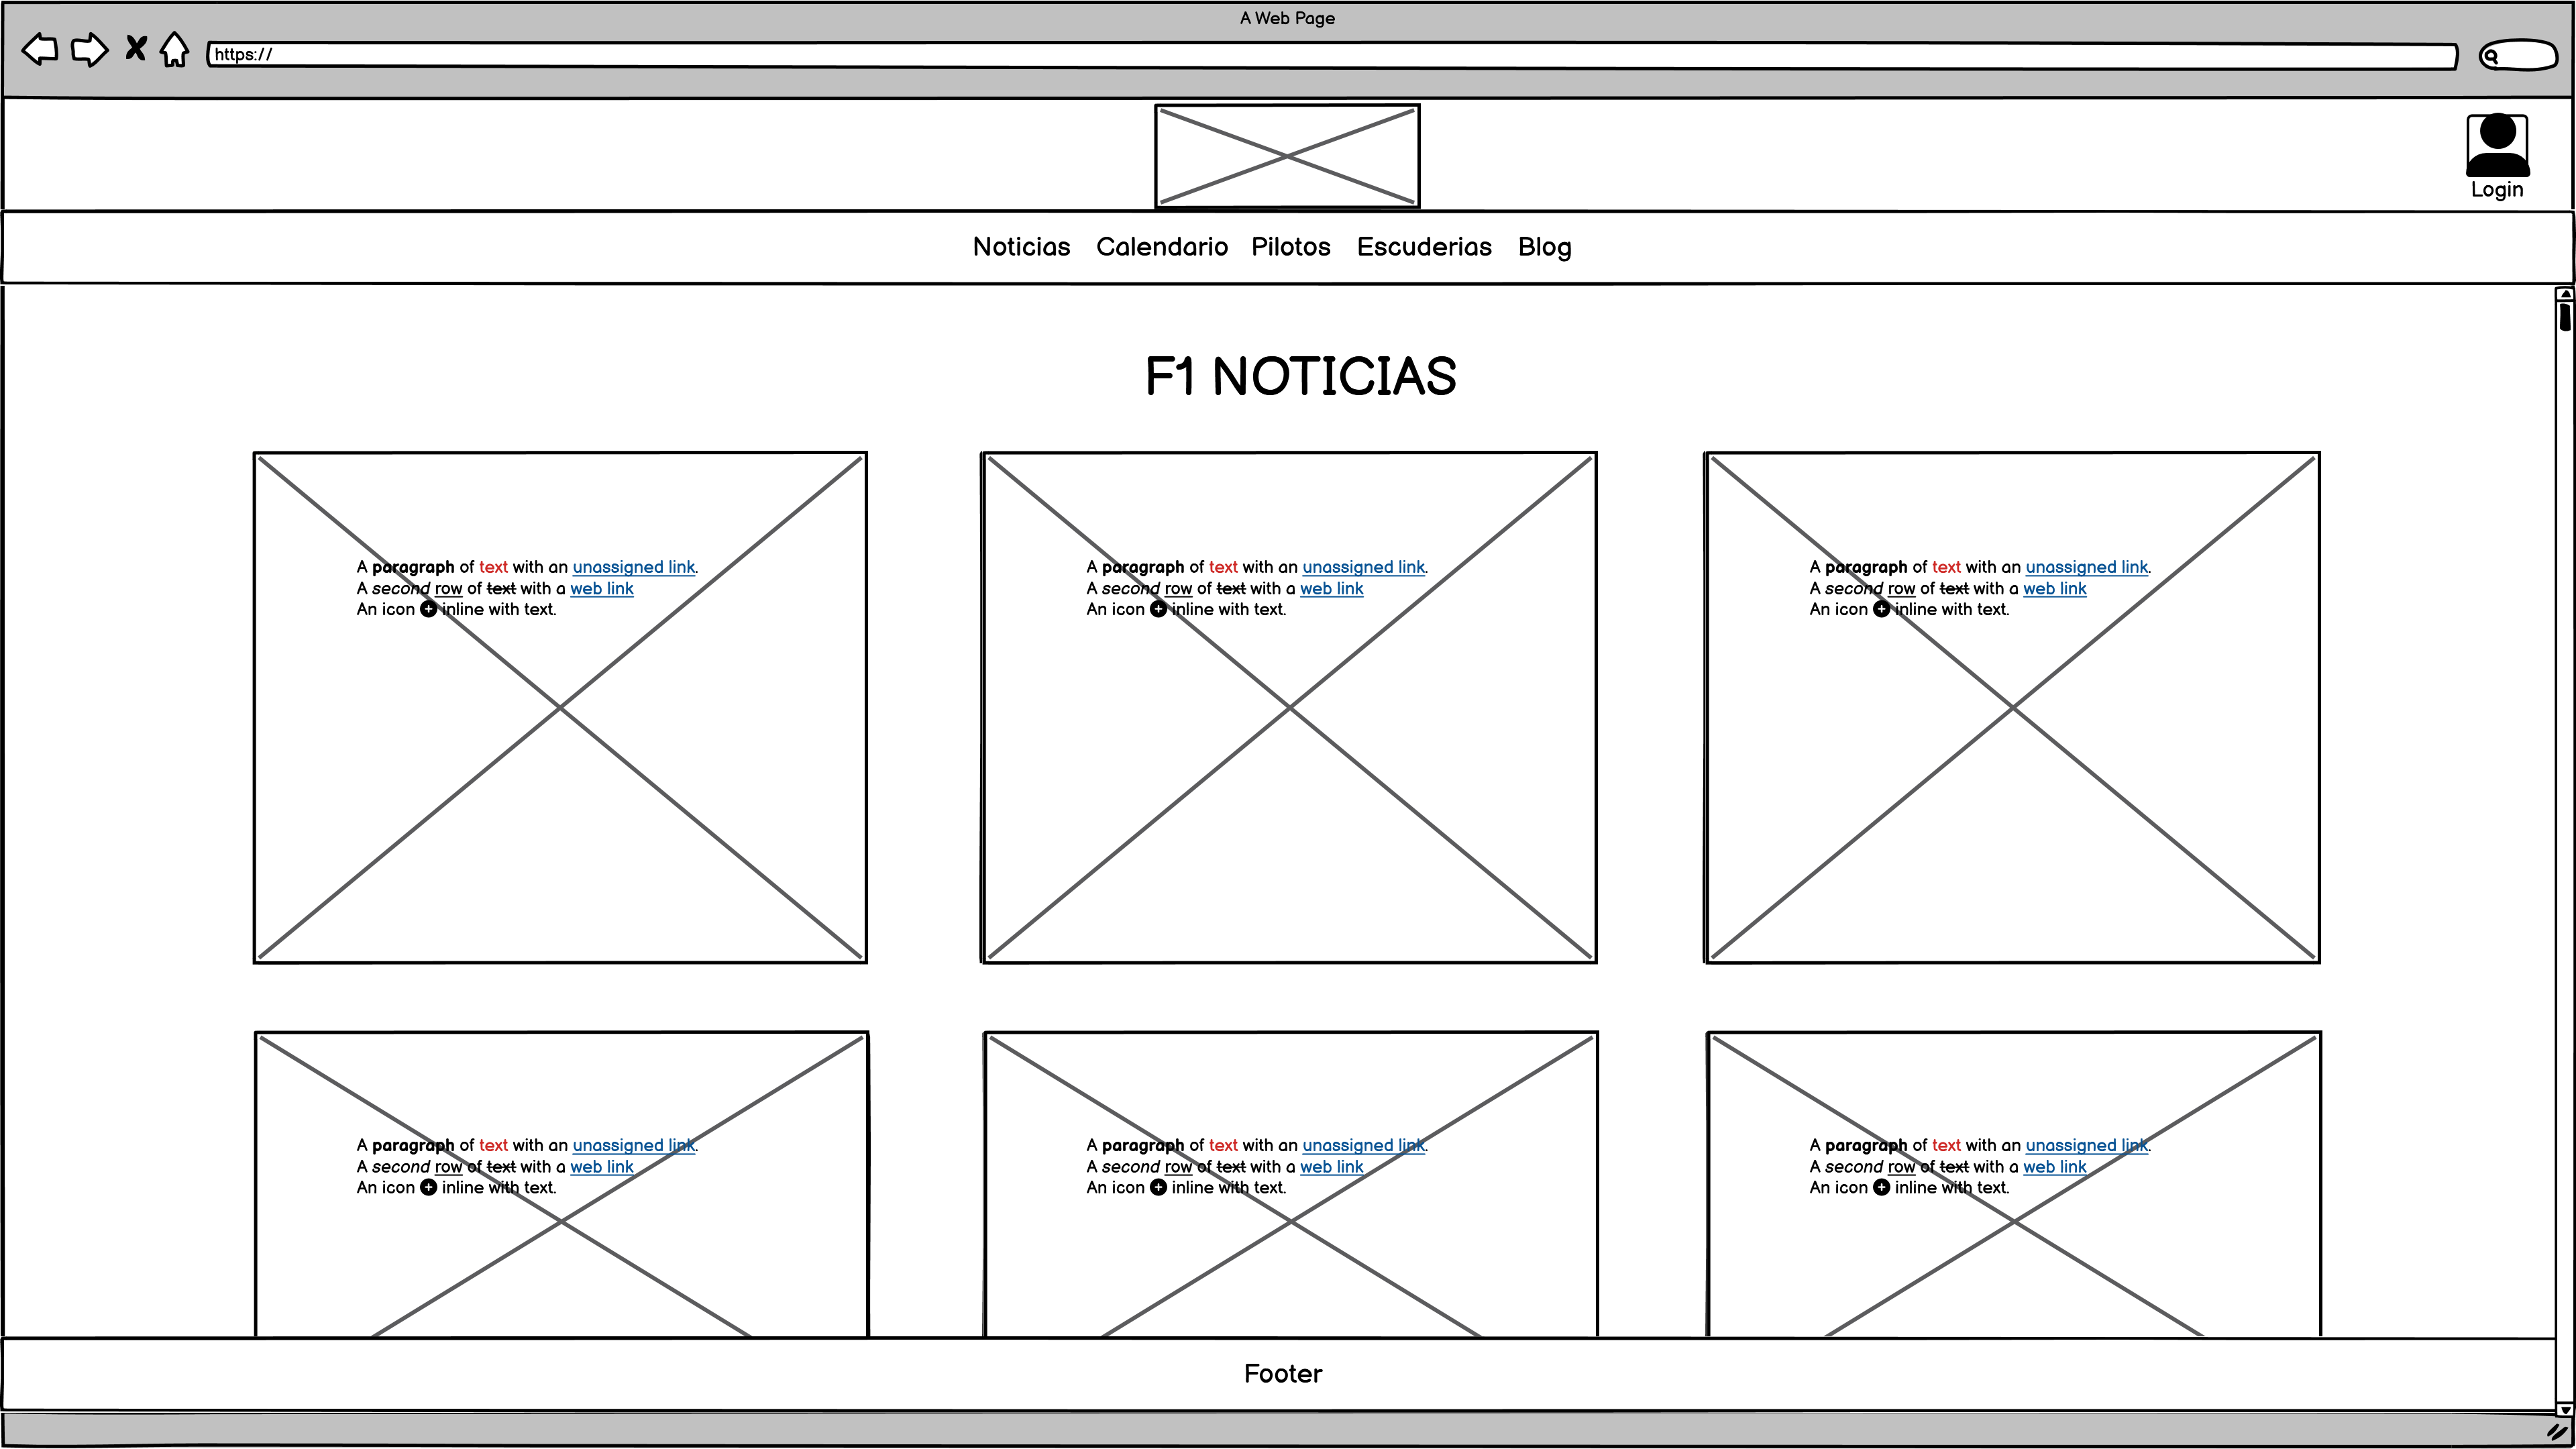 A Web Page
https://
Login
Noticias Calendario Pilotos Escuderias Blog
F1 NOTICIAS
A paragraph of text with an unassigned link.
A second row of text with a web link
An icon inline with text.
A paragraph of text with an unassigned link.
A second row of text with a web link
An icon inline with text.
A paragraph of text with an unassigned link.
A second row of text with a web link
An icon inline with text.
A paragraph of text with an unassigned link.
A second row of text with a web link
An icon inline with text.
A paragraph of text with an unassigned link.
A second row of text with a web link
An icon inline with text.
A paragraph of text with an unassigned link.
A second row of text with a web link
An icon inline with text.
Footer